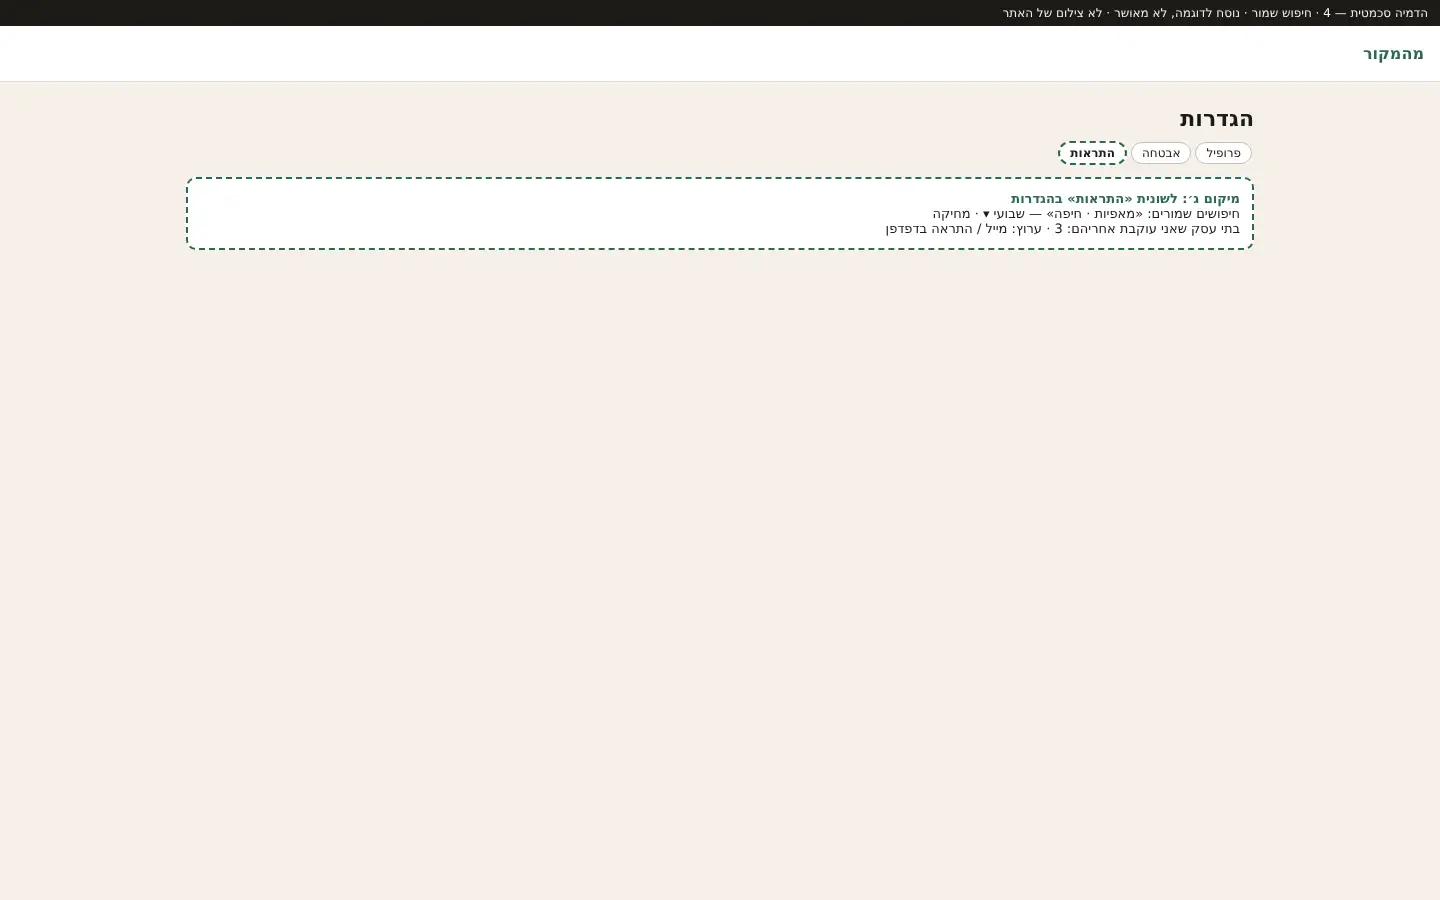 הדמיה סכמטית — 4 · חיפוש שמור · נוסח לדוגמה, לא מאושר · לא צילום של האתר
מהמקור
הגדרות
פרופיל אבטחה התראות
מיקום ג׳: לשונית «התראות» בהגדרות
חיפושים שמורים: «מאפיות · חיפה» — שבועי ▾ · מחיקה
בתי עסק שאני עוקבת אחריהם: 3 · ערוץ: מייל / התראה בדפדפן